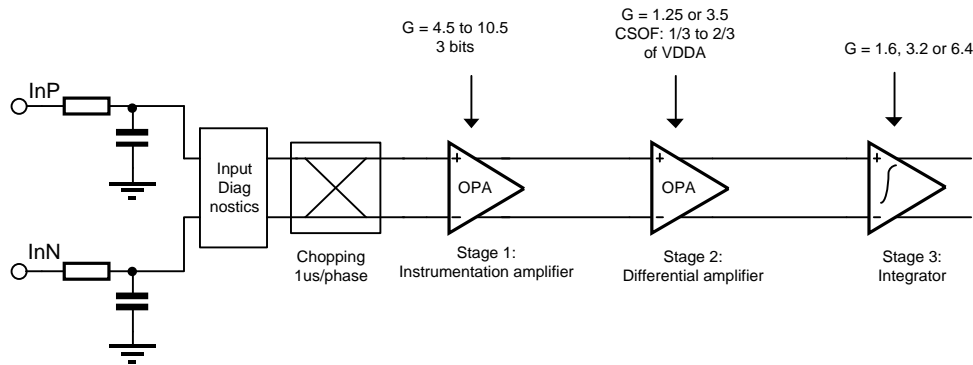 G = 4.5 to 10.5
3 bits
G = 1.25 or 3.5
CSOF: 1/3 to 2/3
of VDDA
G = 1.6, 3.2 or 6.4
InP
Input
Diag
nostics
+
OPA
−
+
OPA
−
+
−
InN
Chopping
1us/phase
Stage 1:
Instrumentation amplifier
Stage 2:
Differential amplifier
Stage 3:
Integrator